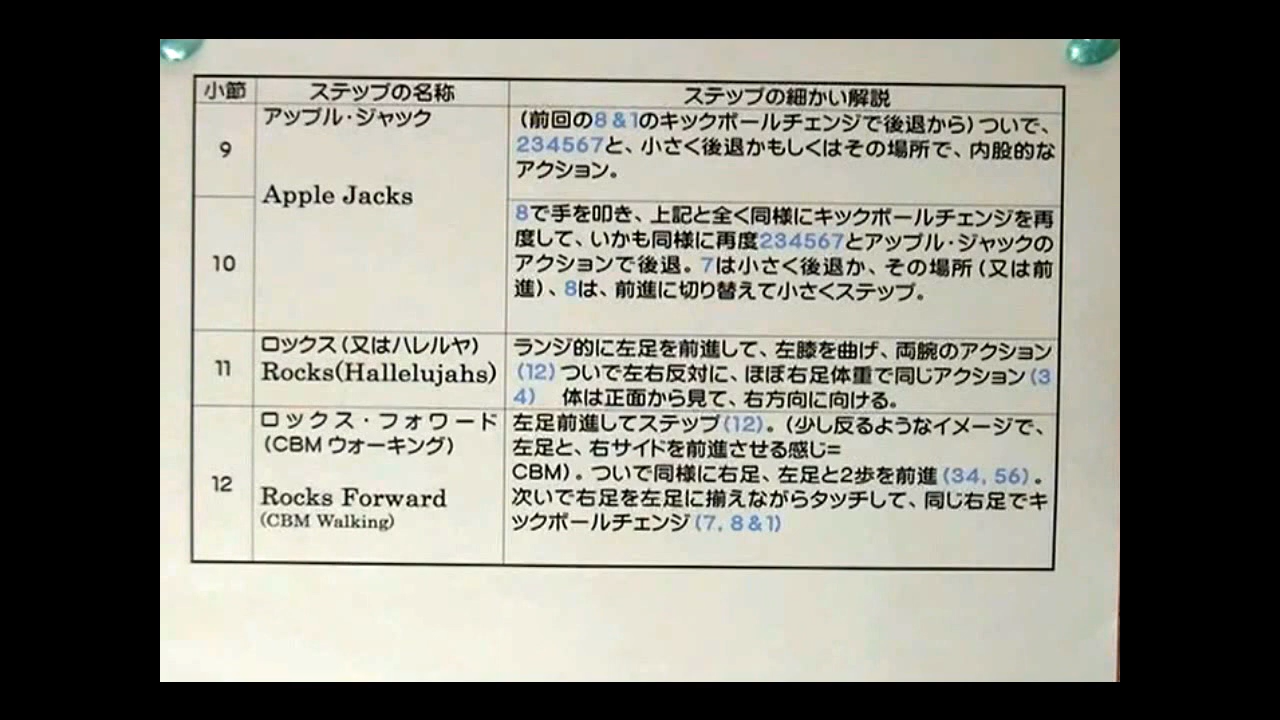 小節 ステップの名称 ステップの細かい解説
9
アップル・ジャック
Apple Jacks
(前回の8&1のキックボールチェンジで後退から)ついで、
234567と、小さく後退かもしくはその場所で、内股的な
アクション。
10
8で手を叩き、上記と全く同様にキックボールチェンジを再
度して、いかも同様に再度234567とアップル・ジャックの
アクションで後退。7は小さく後退か、その場所(又は前
進)、8は、前進に切り替えて小さくステップ。
11
ロックス(又はハレルヤ)
Rocks(Hallelujahs)
ランジ的に左足を前進して、左膝を曲げ、両腕のアクション
(12)ついで左右反対に、ほぼ右足体重で同じアクション(3
4) 体は正面から見て、右方向に向ける。
12
ロックス・フォワード
(CBMウォーキング)
Rocks Forward
(CBM Walking)
左足前進してステップ(12)。(少し反るようなイメージで、
左足と、右サイドを前進させる感じ=
CBM)。ついで同様に右足、左足と2歩を前進(34, 56)。
次いで右足を左足に揃えながらタッチして、同じ右足でキ
ックボールチェンジ(7, 8&1)